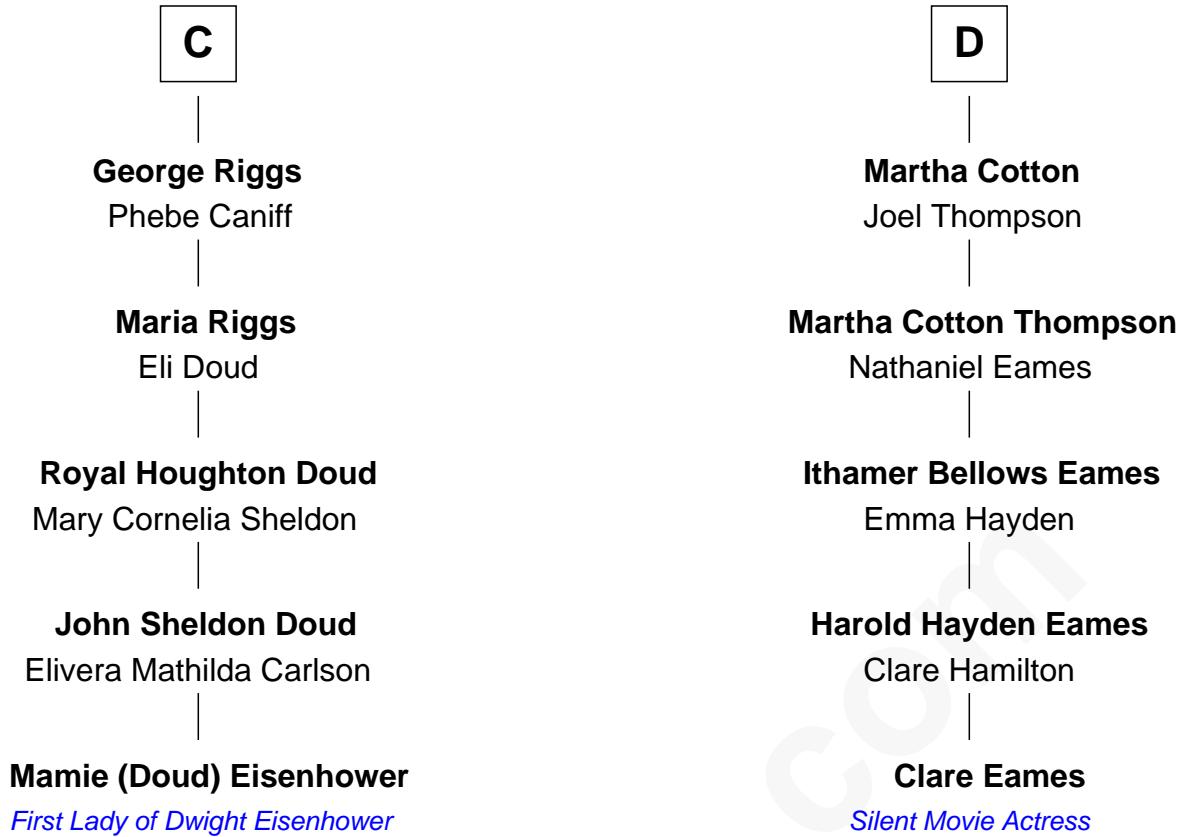 C
George Riggs
Phebe Caniff
Maria Riggs
Eli Doud
Royal Houghton Doud
Mary Cornelia Sheldon
John Sheldon Doud
Elivera Mathilda Carlson
Mamie (Doud) Eisenhower
First Lady of Dwight Eisenhower
D
Martha Cotton
Joel Thompson
Martha Cotton Thompson
Nathaniel Eames
Ithamer Bellows Eames
Emma Hayden
Harold Hayden Eames
Clare Hamilton
Clare Eames
Silent Movie Actress
com